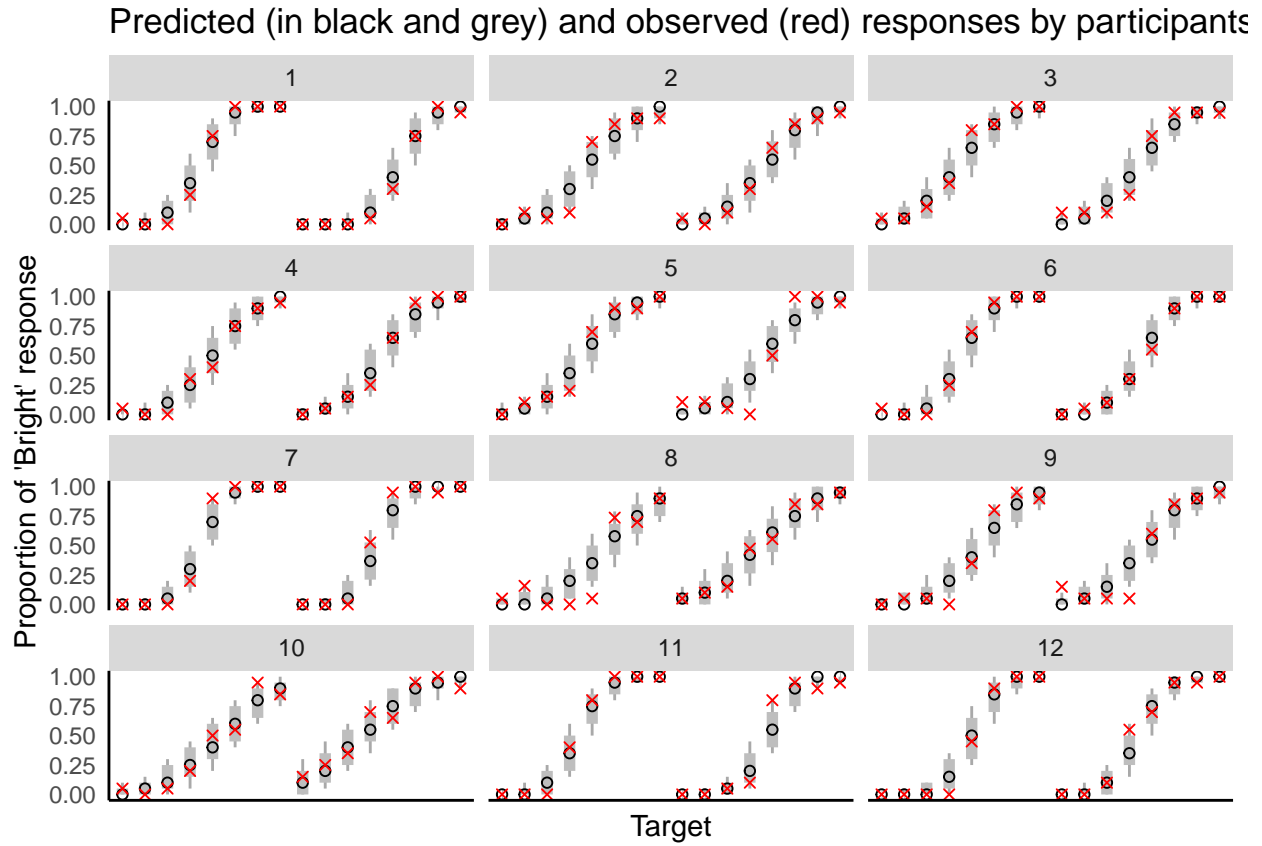 Predicted (in black and grey) and observed (red) responses by participants
1 2 3
1.00
0.75
0.50
0.25
0.00
4 5 6
1.00
0.75
0.50
0.25
0.00
7 8 9
1.00
0.75
0.50
0.25
0.00
10 11 12
1.00
0.75
0.50
0.25
0.00
Proportion of 'Bright' response
Target